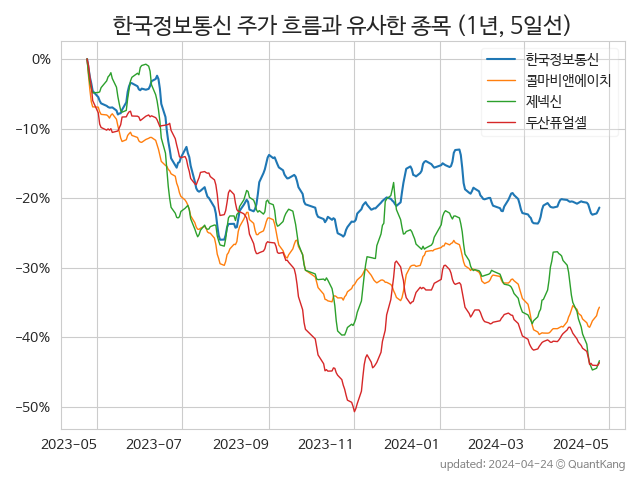 한국정보통신 주가 흐름과 유사한 종목 (1년, 5일선)
한국정보통신
콜마비앤에이치
제넥신
두산퓨얼셀
0%
−10%
−20%
−30%
−40%
−50%
2023-05 2023-07 2023-09 2023-11 2024-01 2024-03 2024-05
updated: 2024-04-24 © QuantKang